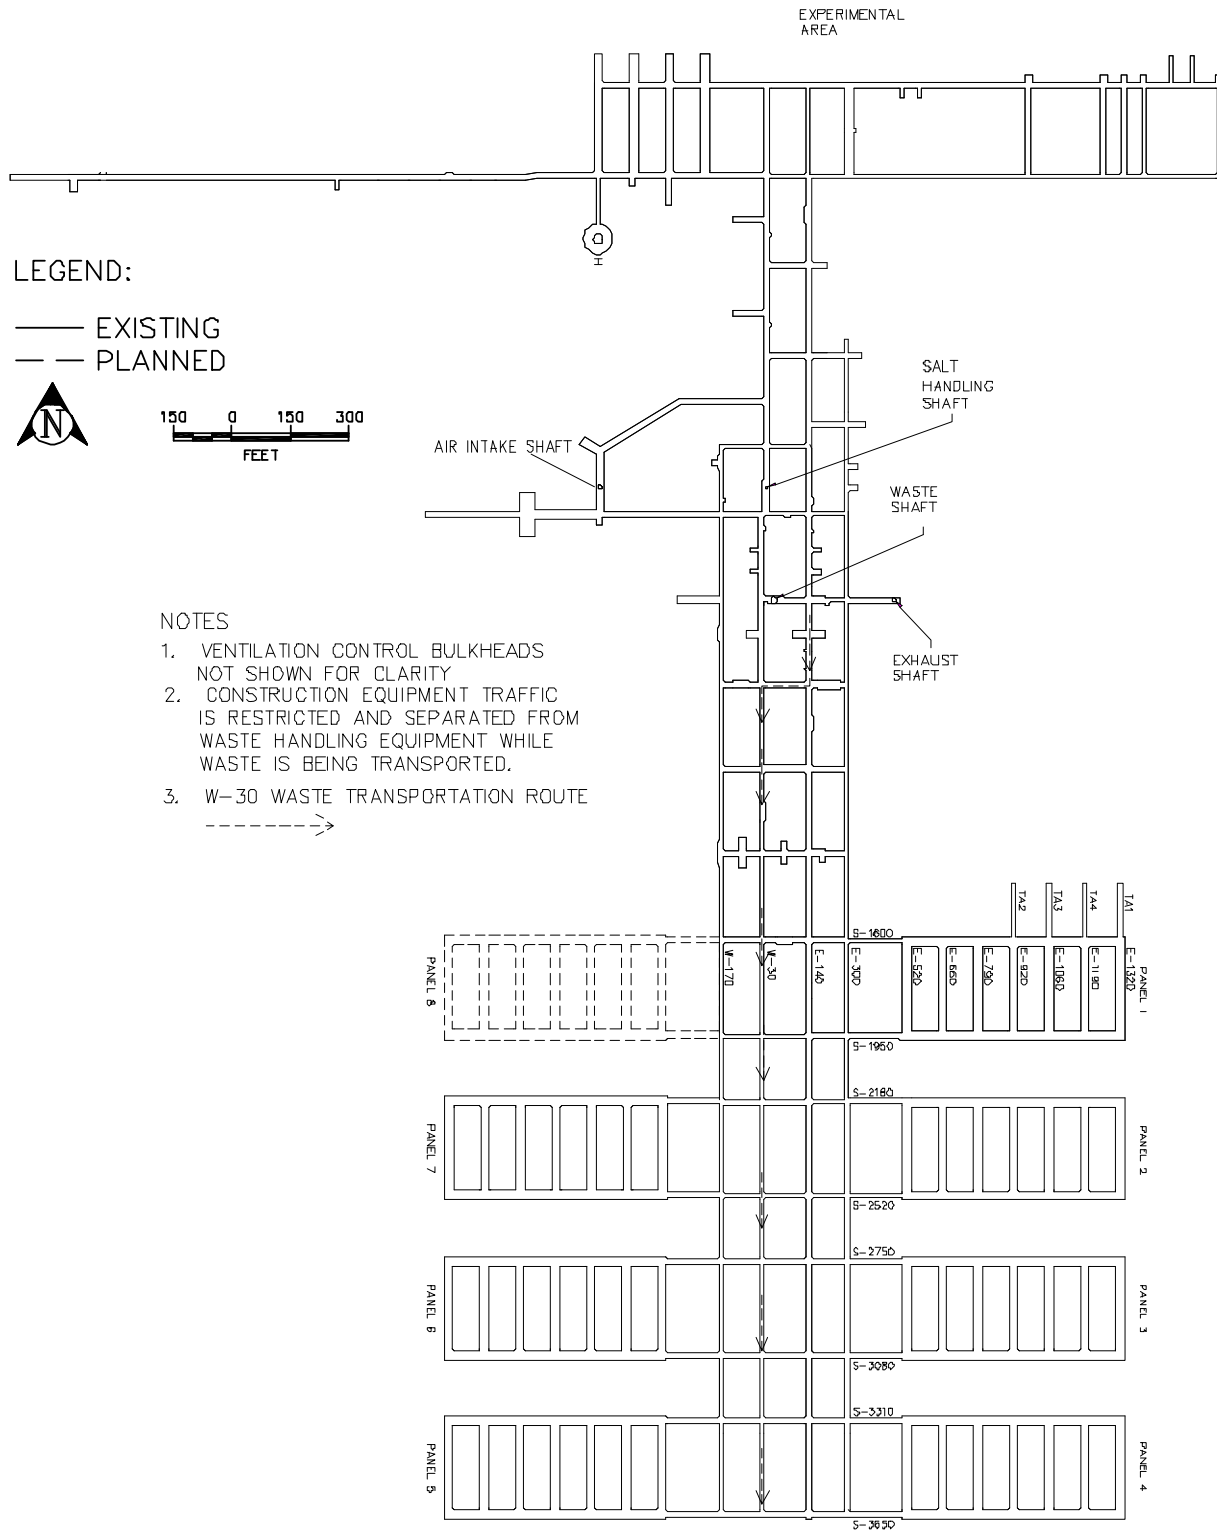 EXPERIMENTAL
AREA
LEGEND:
EXISTING
PLANNED
N
150 0 150 300
FEET
SALT
HANDLING
SHAFT
AIR INTAKE SHAFT
WASTE
SHAFT
EXHAUST
SHAFT
NOTES
1. VENTILATION CONTROL BULKHEADS
NOT SHOWN FOR CLARITY
2. CONSTRUCTION EQUIPMENT TRAFFIC
IS RESTRICTED AND SEPARATED FROM
WASTE HANDLING EQUIPMENT WHILE
WASTE IS BEING TRANSPORTED.
3. W-30 WASTE TRANSPORTATION ROUTE
TA2
TA3
TA4
TA1
S-1600
W-170
W-30
E-140
E-300
E-520
E-660
E-790
E-920
E-1060
E-1190
E-1320
PANEL 1
PANEL 8
S-1950
S-2180
PANEL 7
PANEL 2
S-2520
S-2750
PANEL 6
PANEL 3
S-3080
S-3310
PANEL 5
PANEL 4
S-3650